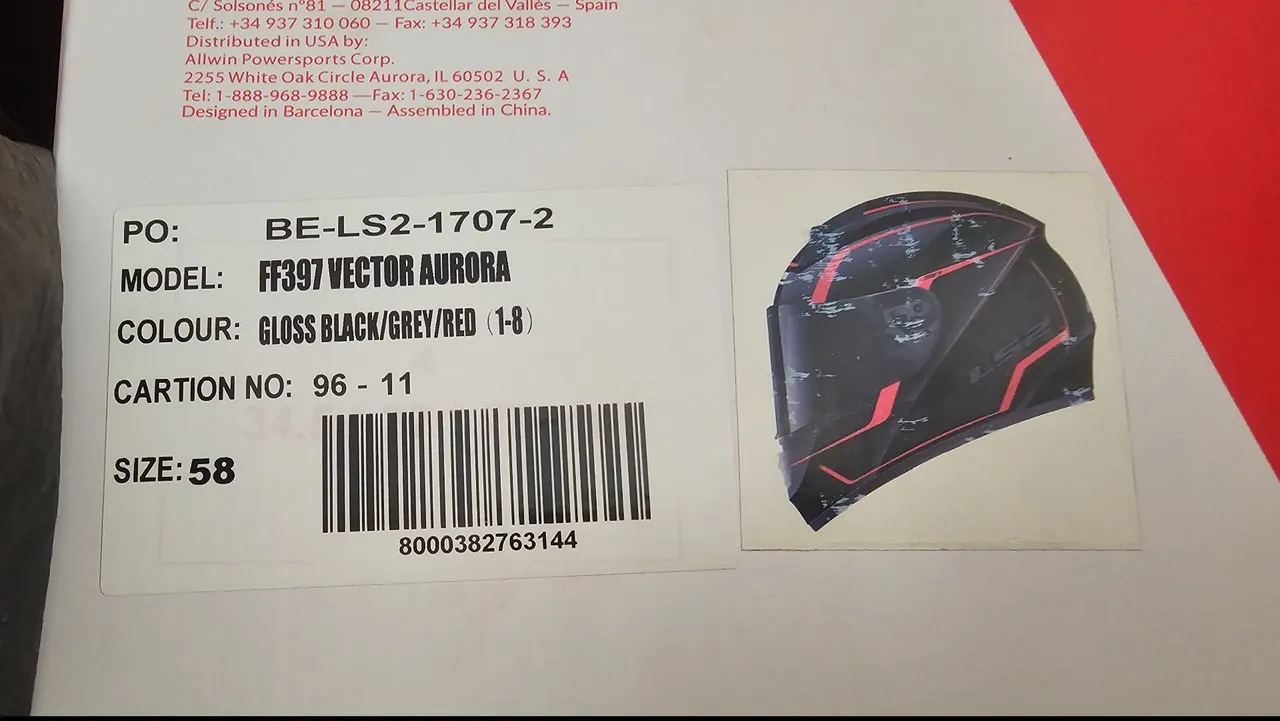 C/ Solsonés nº81 – 08211Castellar del Vallés – Spain
Telf.: +34 937 310 060 – Fax: +34 937 318 393
Distributed in USA by:
Allwin Powersports Corp.
2255 White Oak Circle Aurora, IL 60502 U. S. A
Tel: 1-888-968-9888 —Fax: 1-630-236-2367
Designed in Barcelona – Assembled in China.
PO: BE-LS2-1707-2
MODEL: FF397 VECTOR AURORA
COLOUR: GLOSS BLACK/GREY/RED (1-8)
CARTION NO: 96 - 11
SIZE: 58
8000382763144
LS2